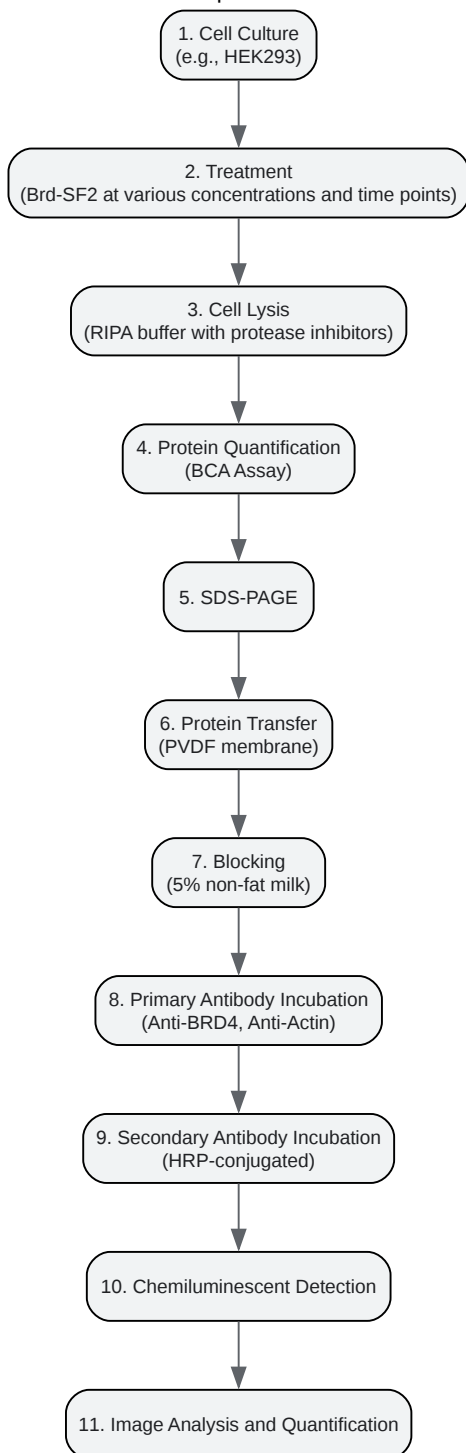 1. Cell Culture
(e.g., HEK293)
2. Treatment
(Brd-SF2 at various concentrations and time points)
3. Cell Lysis
(RIPA buffer with protease inhibitors)
4. Protein Quantification
(BCA Assay)
5. SDS-PAGE
6. Protein Transfer
(PVDF membrane)
7. Blocking
(5% non-fat milk)
8. Primary Antibody Incubation
(Anti-BRD4, Anti-Actin)
9. Secondary Antibody Incubation
(HRP-conjugated)
10. Chemiluminescent Detection
11. Image Analysis and Quantification